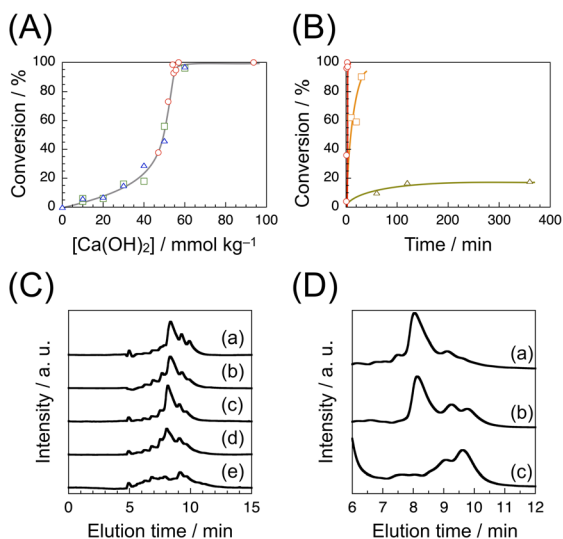 (A)
Conversion / %
100
80
60
40
20
0
0
20
40
60
80
100
[Ca(OH)₂] / mmol kg⁻¹
(B)
Conversion / %
100
80
60
40
20
0
0
200
400
Time / min
(C)
Intensity / a. u.
(a)
(b)
(c)
(d)
(e)
0
5
10
15
Elution time / min
(D)
Intensity / a. u.
(a)
(b)
(c)
6
7
8
9
10
11
12
Elution time / min